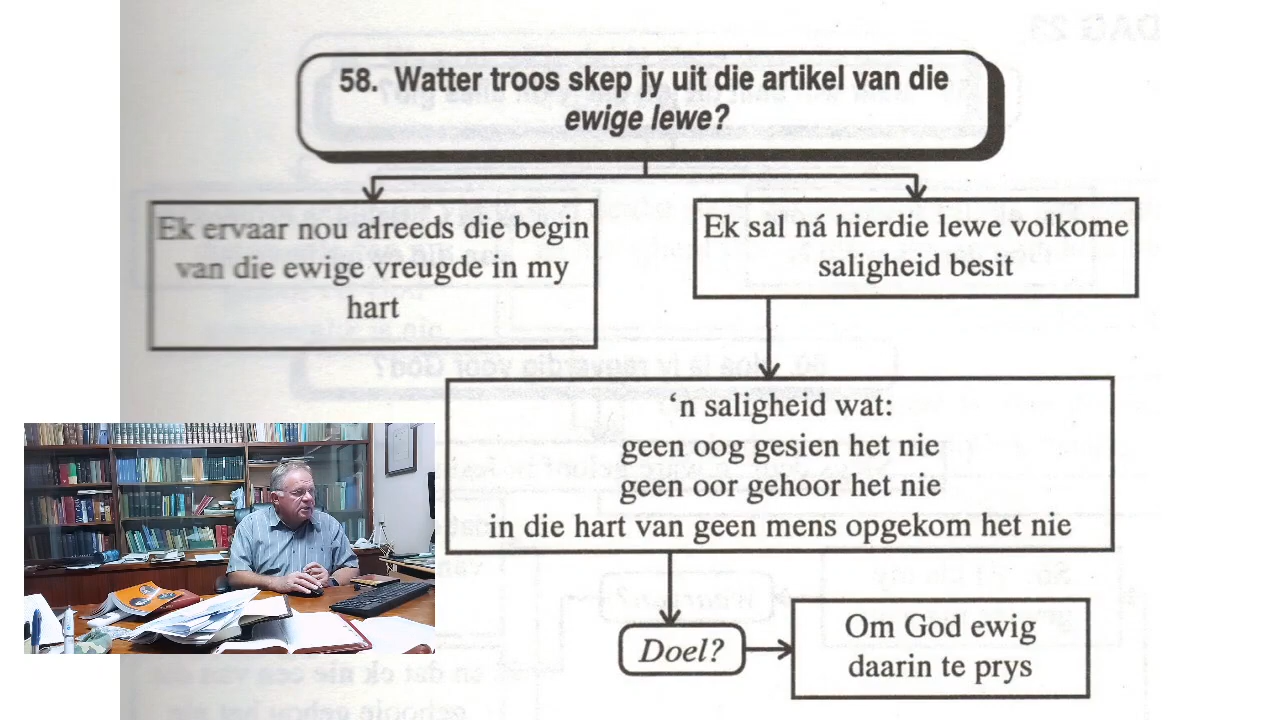 58. Watter troos skep jy uit die artikel van die
ewige lewe?
Ek ervaar nou alreeds die begin
van die ewige vreugde in my
hart
Ek sal ná hierdie lewe volkome
saligheid besit
‘n saligheid wat:
geen oog gesien het nie
geen oor gehoor het nie
in die hart van geen mens opgekom het nie
Doel?
Om God ewig
daarin te prys